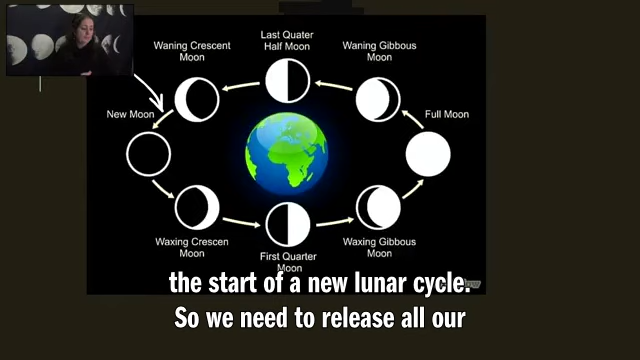 Last Quater
Half Moon
Waning Crescent
Moon
Waning Gibbous
Moon
New Moon
Full Moon
Waxing Crescen
Moon
First Quarter
Moon
Waxing Gibbous
Moon
the start of a new lunar cycle.
So we need to release all our